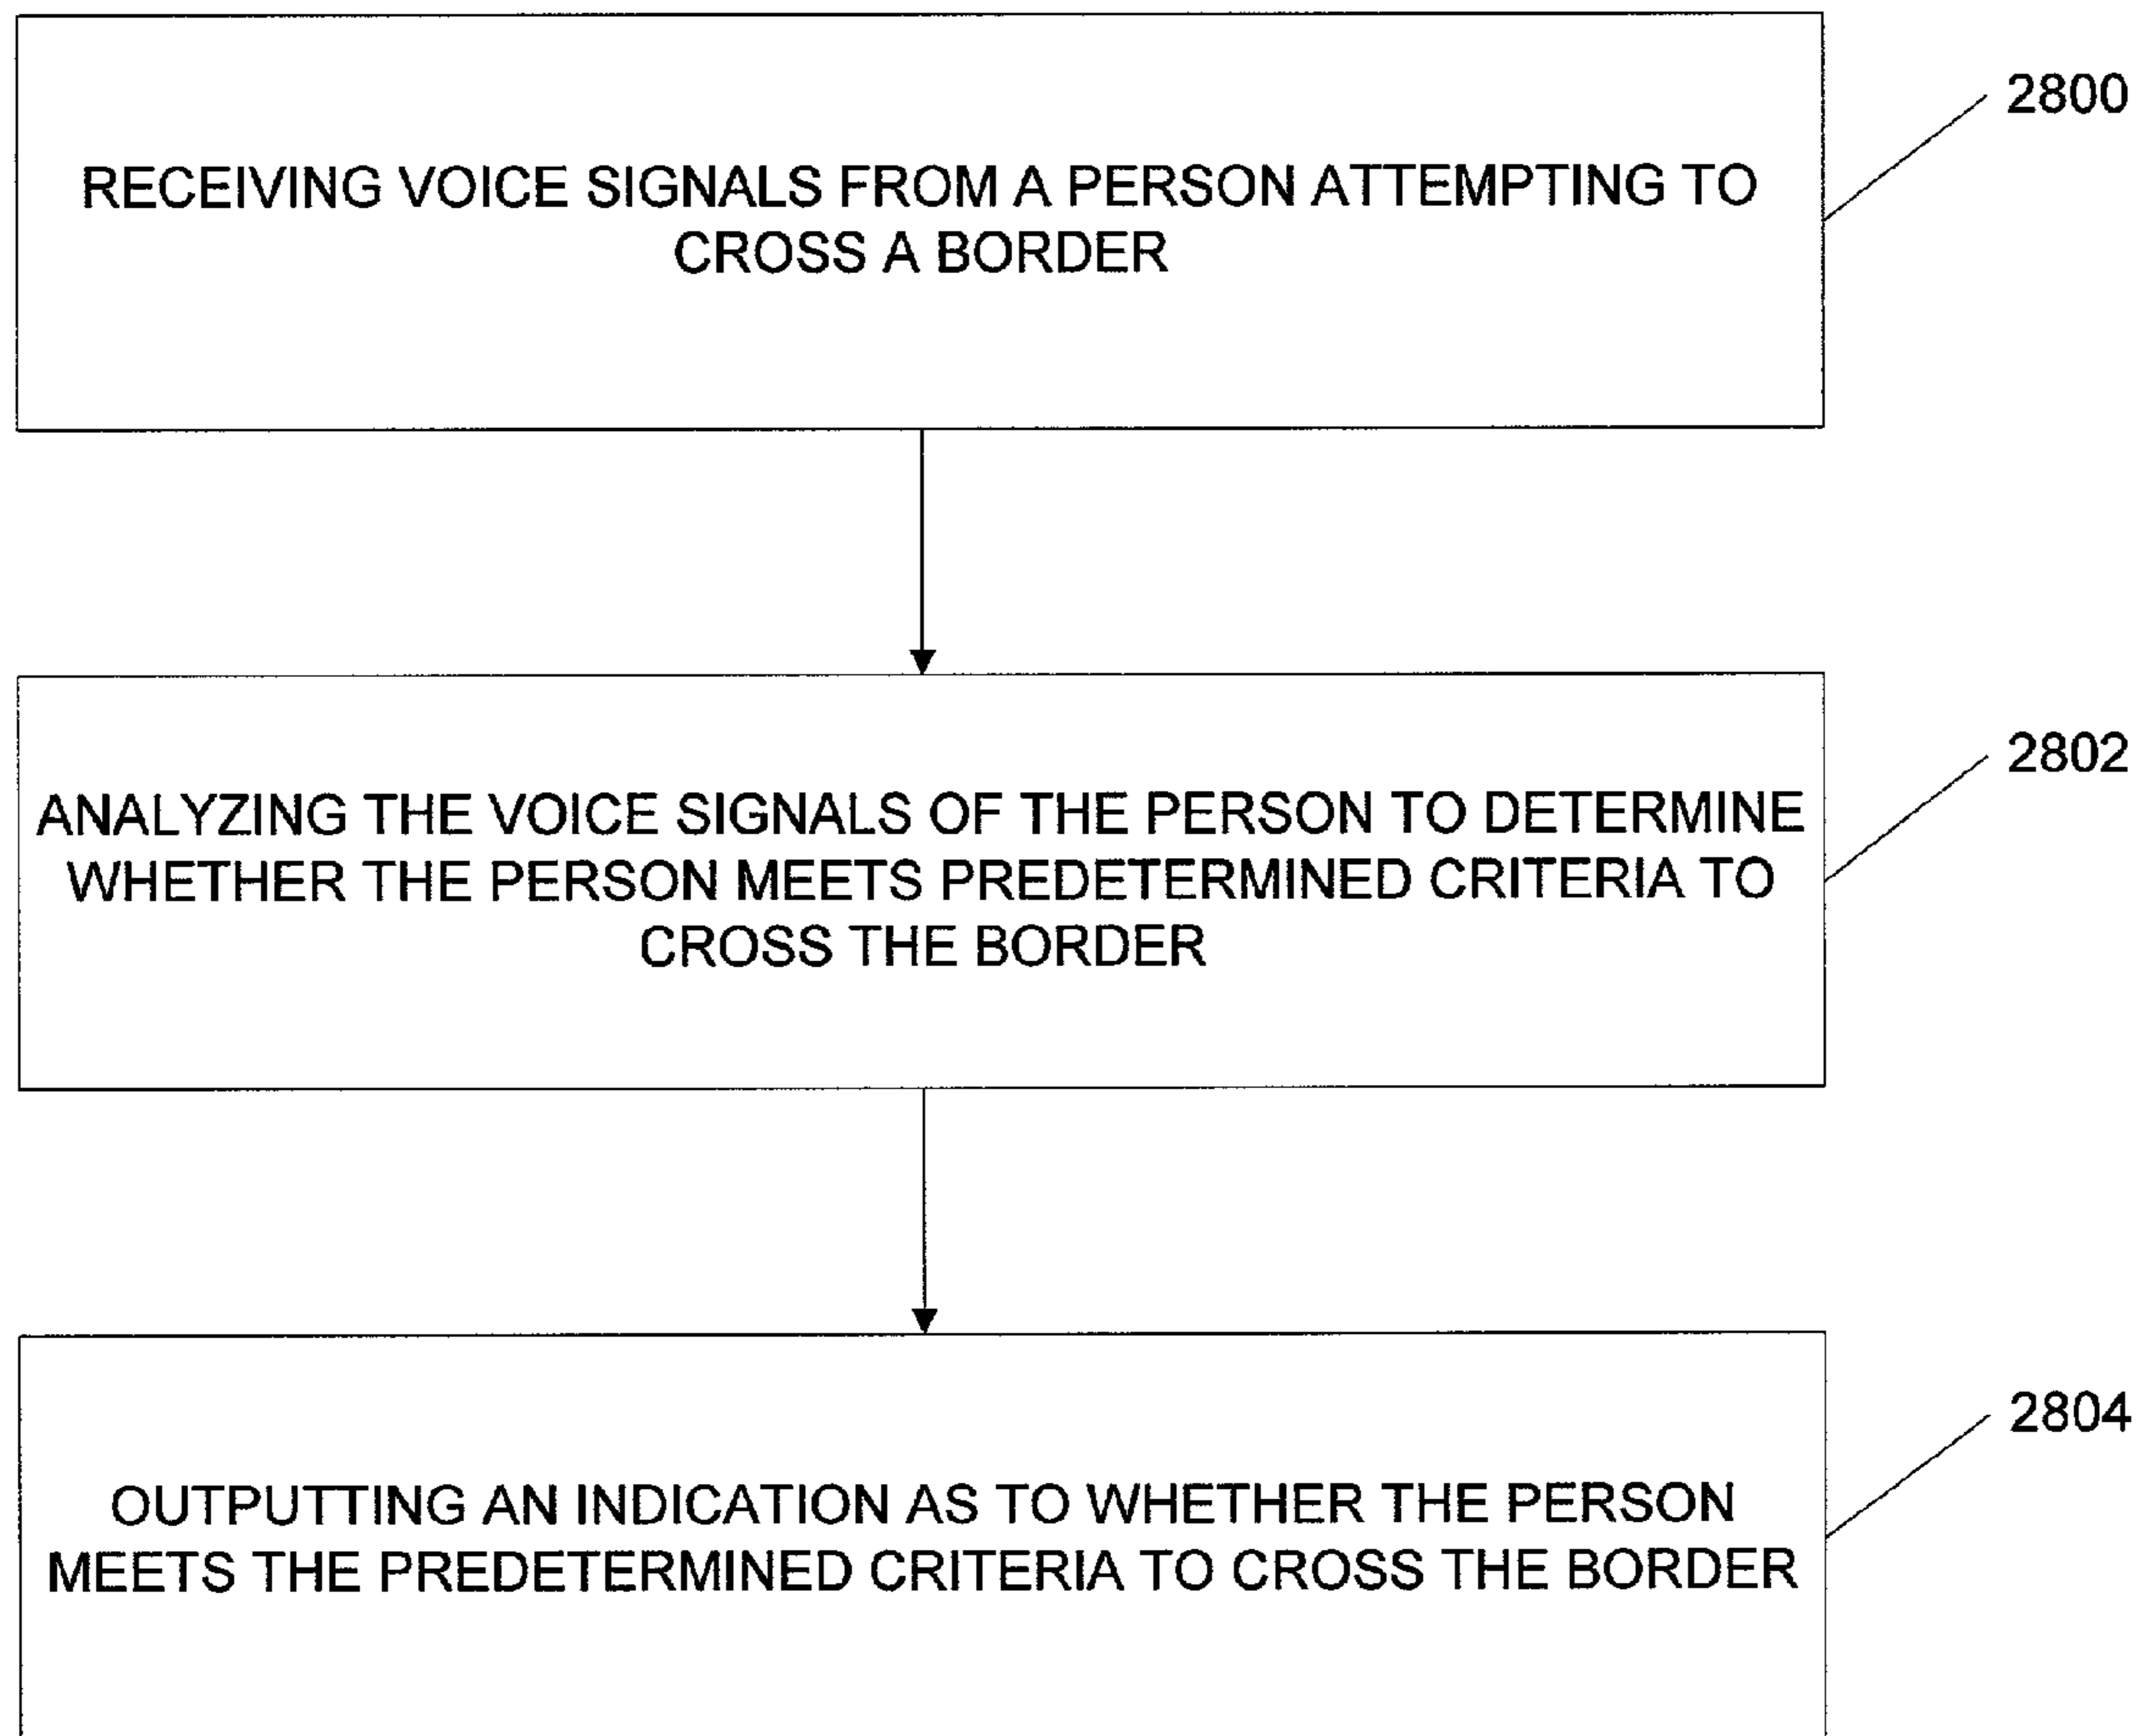 2800
RECEIVING VOICE SIGNALS FROM A PERSON ATTEMPTING TO
CROSS A BORDER
2802
ANALYZING THE VOICE SIGNALS OF THE PERSON TO DETERMINE
WHETHER THE PERSON MEETS PREDETERMINED CRITERIA TO
CROSS THE BORDER
2804
OUTPUTTING AN INDICATION AS TO WHETHER THE PERSON
MEETS THE PREDETERMINED CRITERIA TO CROSS THE BORDER